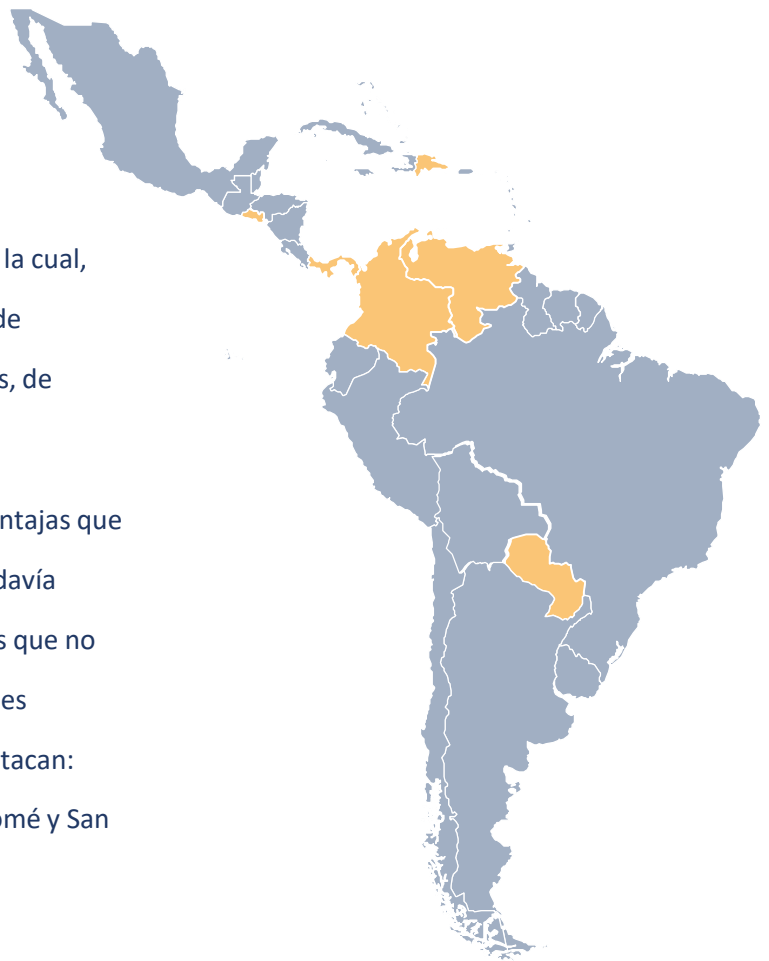 la cual,
de
s, de
ntajas que
davía
s que no
es
tacan:
omé y San